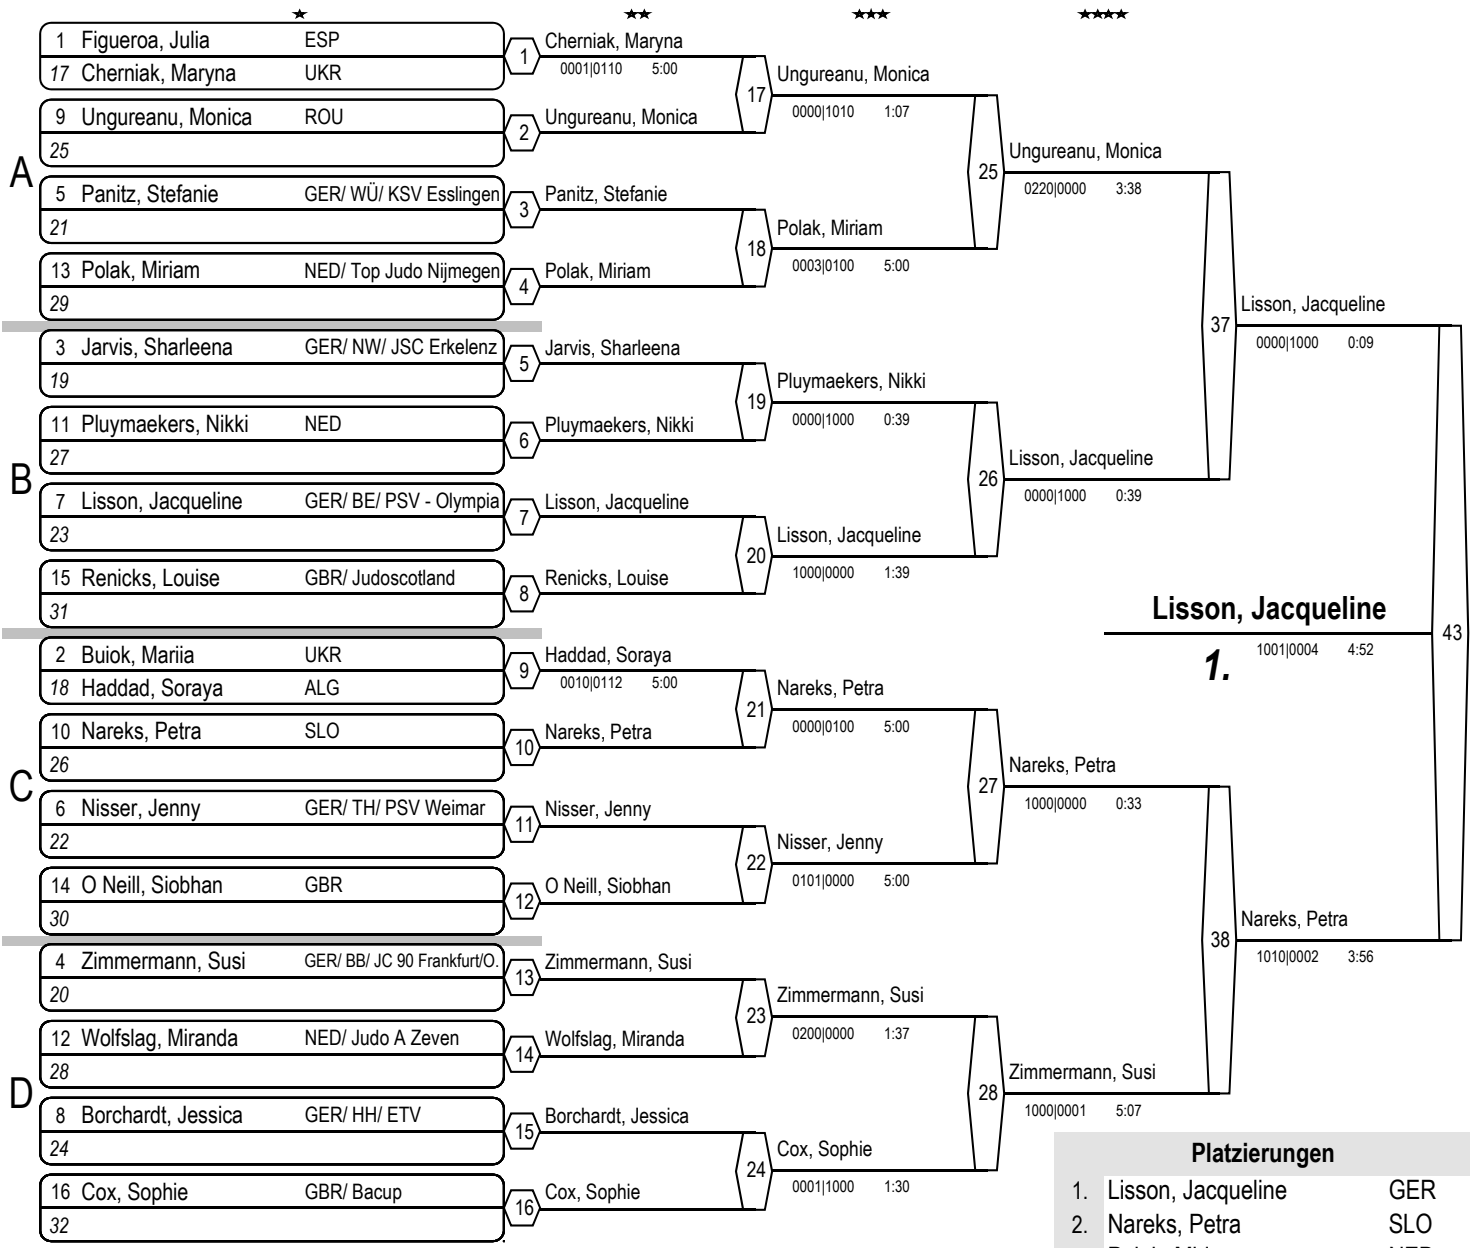 1 Figueroa, Julia ESP
17 Cherniak, Maryna UKR
9 Ungureanu, Monica ROU
25
A
5 Panitz, Stefanie GER/ WÜ/ KSV Esslingen
21
13 Polak, Miriam NED/ Top Judo Nijmegen
29
3 Jarvis, Sharleena GER/ NW/ JSC Erkelenz
19
11 Pluymaekers, Nikki NED
27
B
7 Lisson, Jacqueline GER/ BE/ PSV - Olympia
23
15 Renicks, Louise GBR/ Judoscotland
31
2 Buiok, Mariia UKR
18 Haddad, Soraya ALG
10 Nareks, Petra SLO
26
C
6 Nisser, Jenny GER/ TH/ PSV Weimar
22
14 O Neill, Siobhan GBR
30
4 Zimmermann, Susi GER/ BB/ JC 90 Frankfurt/O.
20
12 Wolfslag, Miranda NED/ Judo A Zeven
28
D
8 Borchardt, Jessica GER/ HH/ ETV
24
16 Cox, Sophie GBR/ Bacup
32
1 Cherniak, Maryna
0001|0110 5:00
2 Ungureanu, Monica
3 Panitz, Stefanie
4 Polak, Miriam
5 Jarvis, Sharleena
6 Pluymaekers, Nikki
7 Lisson, Jacqueline
8 Renicks, Louise
9 Haddad, Soraya
0010|0112 5:00
10 Nareks, Petra
11 Nisser, Jenny
12 O Neill, Siobhan
13 Zimmermann, Susi
14 Wolfslag, Miranda
15 Borchardt, Jessica
16 Cox, Sophie
17 Ungureanu, Monica
0000|1010 1:07
18 Polak, Miriam
0003|0100 5:00
19 Pluymaekers, Nikki
0000|1000 0:39
20 Lisson, Jacqueline
1000|0000 1:39
21 Nareks, Petra
0000|0100 5:00
22 Nisser, Jenny
0101|0000 5:00
23 Zimmermann, Susi
0200|0000 1:37
24 Cox, Sophie
0001|1000 1:30
25 Ungureanu, Monica
0220|0000 3:38
26 Lisson, Jacqueline
0000|1000 0:39
27 Nareks, Petra
1000|0000 0:33
28 Zimmermann, Susi
1000|0001 5:07
37 Lisson, Jacqueline
0000|1000 0:09
38 Nareks, Petra
1010|0002 3:56
Lisson, Jacqueline
43
1. 1001|0004 4:52
Platzierungen
1. Lisson, Jacqueline GER
2. Nareks, Petra SLO